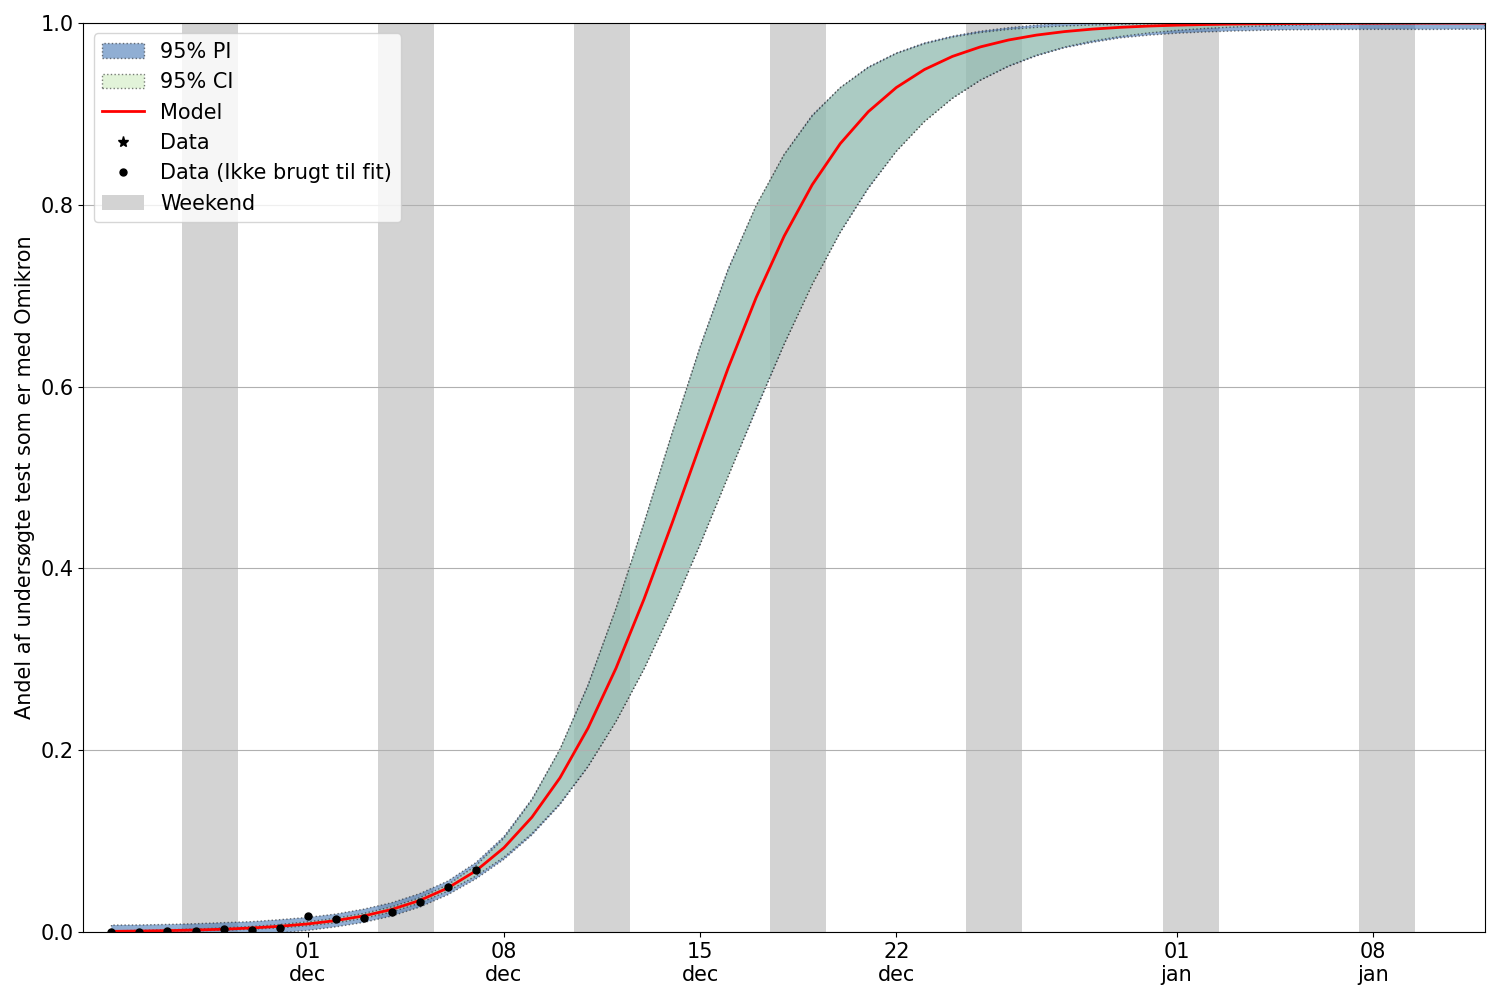 1.0
0.8
0.6
0.4
0.2
0.0
Andel af undersøgte test som er med Omikron
95% PI
95% CI
Model
Data
Data (Ikke brugt til fit)
Weekend
01
dec
08
dec
15
dec
22
dec
01
jan
08
jan